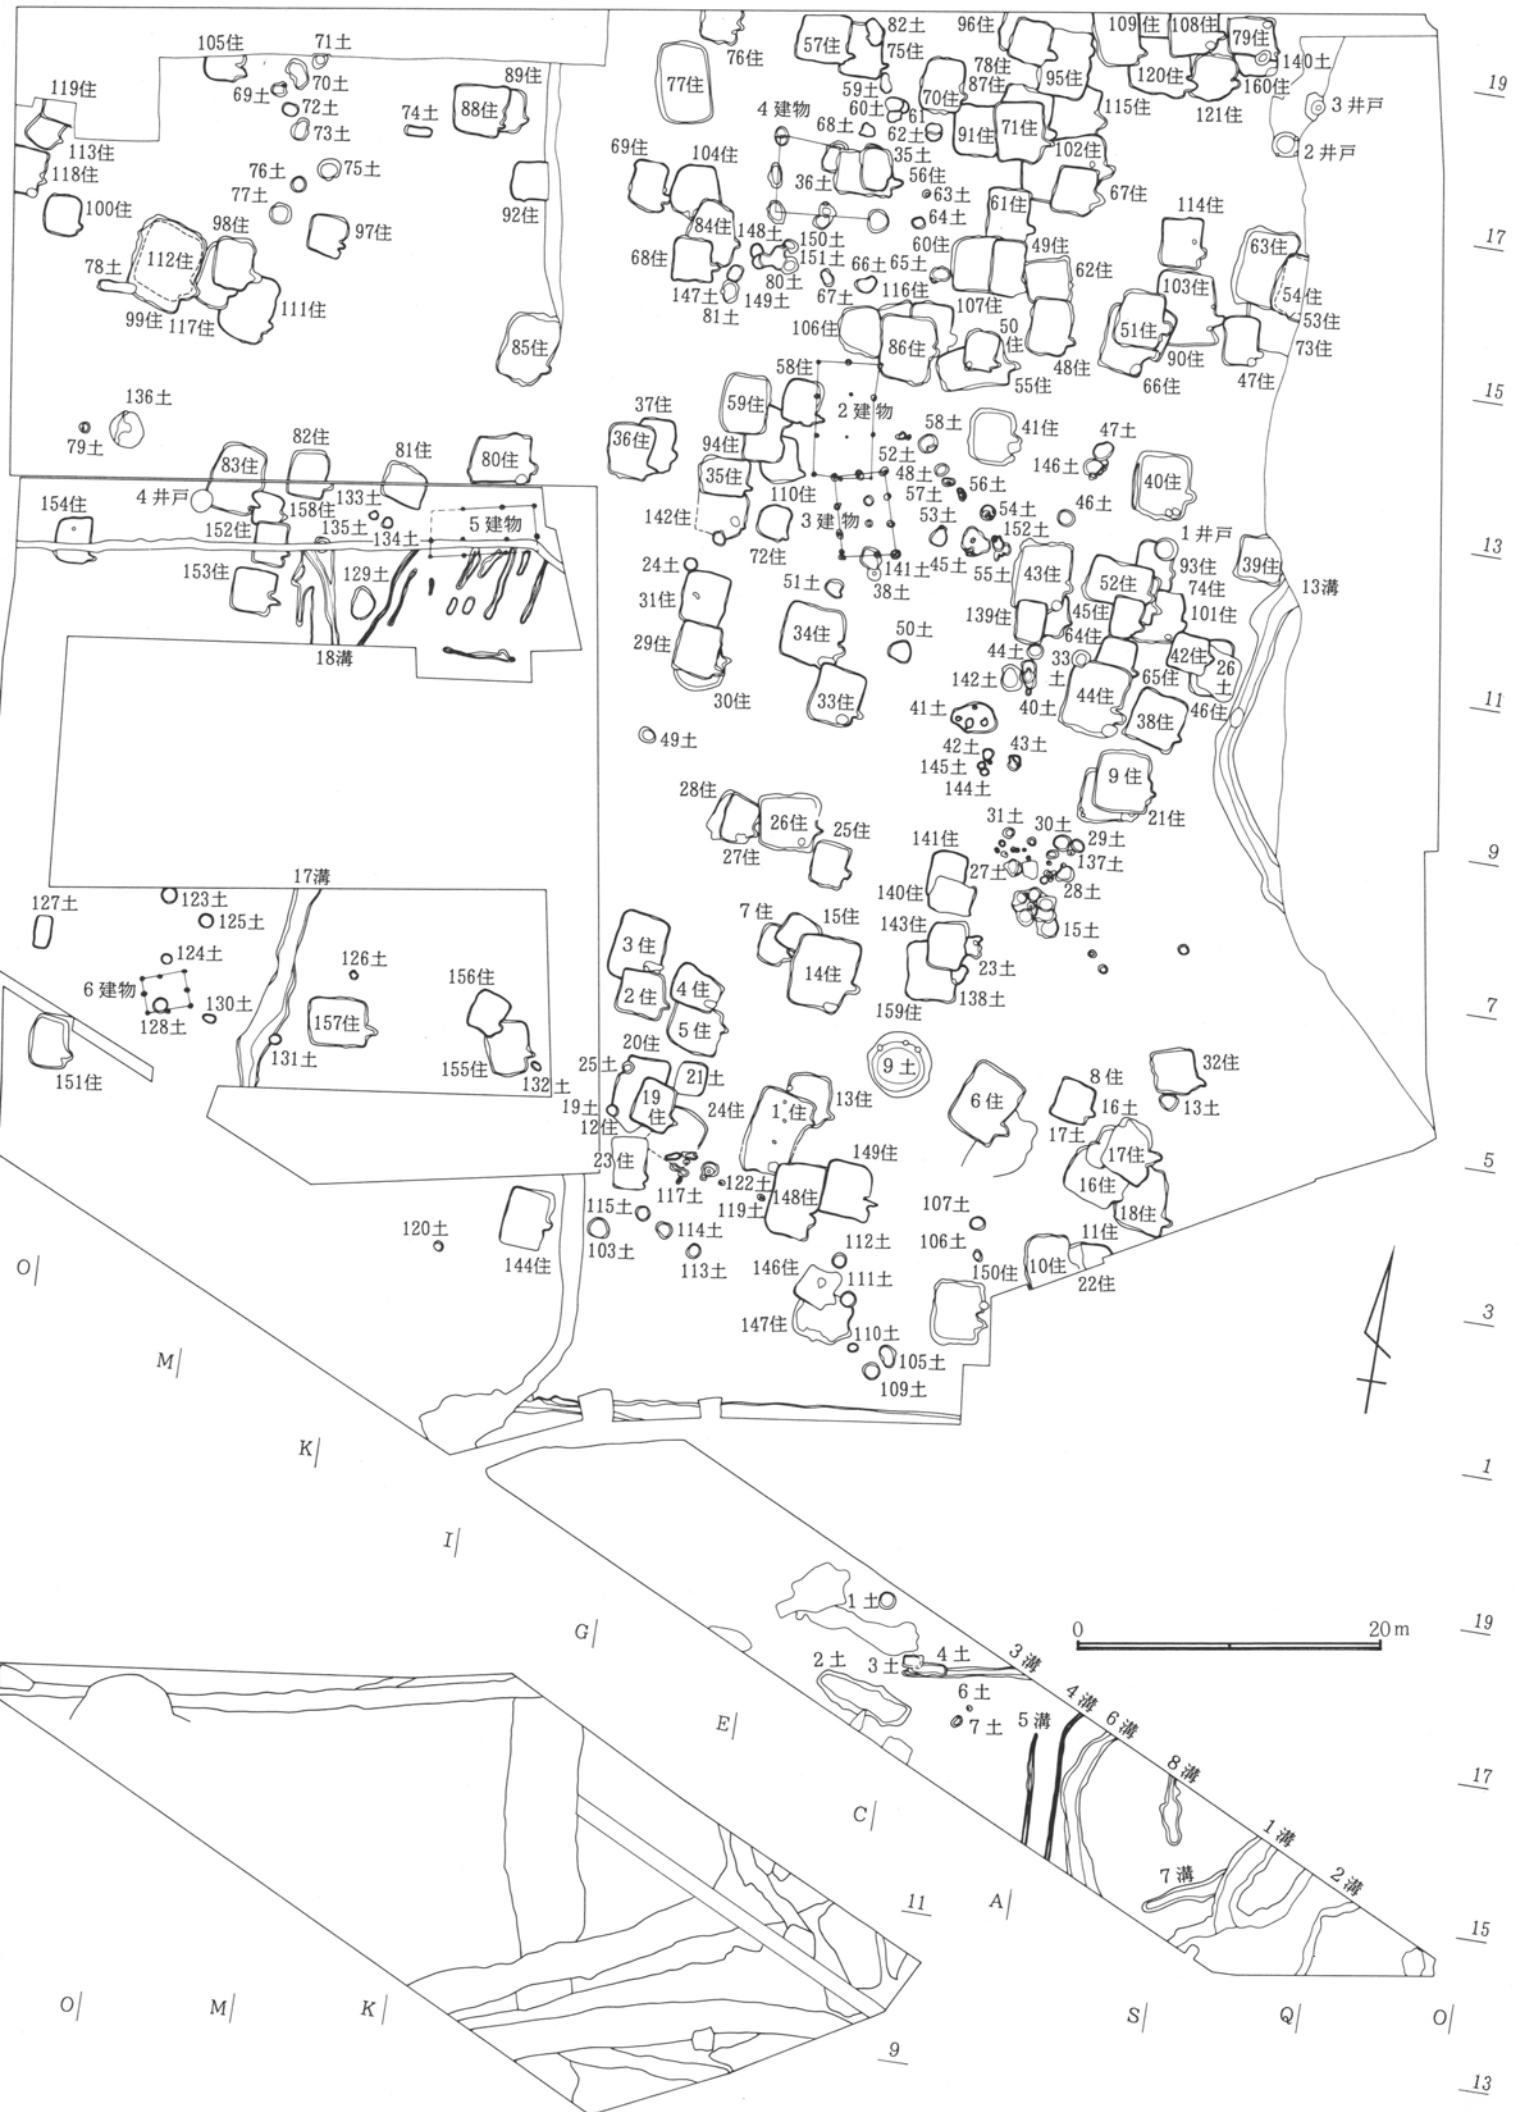 105住
71土
76住
57住
82土
75住
96住
109住
108住
79住
119住
70土
69土
89住
77住
59土
78住
87住
95住
120住
140土
160住
19
72土
73土
74土
88住
4建物
60土
61
70住
115住
121住
3井戸
113住
68土
62土
91住
71住
102住
2井戸
118住
76土
75土
69住
104住
35土
56住
36土
63土
67住
77土
92住
61住
114住
100住
98住
97住
84住
148土
150土
64土
17
112住
68住
151土
60住
49住
63住
65土
62住
78土
80土
66土
103住
147土
149土
67土
116住
107住
54住
99住
117住
111住
81土
106住
50住
51住
53住
85住
86住
90住
73住
48住
55住
66住
47住
58住
15
136土
59住
2建物
37住
58土
41住
47土
79土
82住
36住
94住
52土
83住
81住
80住
35住
48土
146土
40住
56土
4井戸
133土
110住
57土
46土
154住
158住
142住
3建物
53土
54土
152住
135土
134土
5建物
152土
1井戸
72住
13
24土
141土
45土
55土
43住
93住
39住
153住
129土
51土
38土
52住
74住
13溝
31住
139住
45住
101住
34住
64住
29住
50土
44土
33土
42住
18溝
26土
142土
65住
30住
33住
44住
40土
46住
41土
38住
11
49土
42土
43土
145土
9住
144土
28住
26住
25住
31土
30土
21住
29土
27住
141住
9
137土
17溝
140住
27土
28土
127土
123土
125土
7住
15住
143住
15土
3住
124土
126土
14住
23土
6建物
156住
4住
2住
138土
130土
159住
128土
157住
5住
7
131土
20住
9土
151住
155住
25土
132土
21土
32住
19住
8住
13住
24住
1住
6住
19土
16土
13土
12住
17土
17住
23住
149住
5
16住
117土
122土
148住
115土
119土
107土
18住
120土
114土
11住
103土
112土
106土
144住
113土
146住
150住
10住
22住
O
111土
147住
3
110土
M
105土
109土
K
1
I
1土
G
19
0
20m
2土
3土
4土
3溝
6土
4溝
6溝
E
7土
5溝
8溝
17
C
1溝
7溝
2溝
11
A
15
O
M
K
S
Q
O
9
13